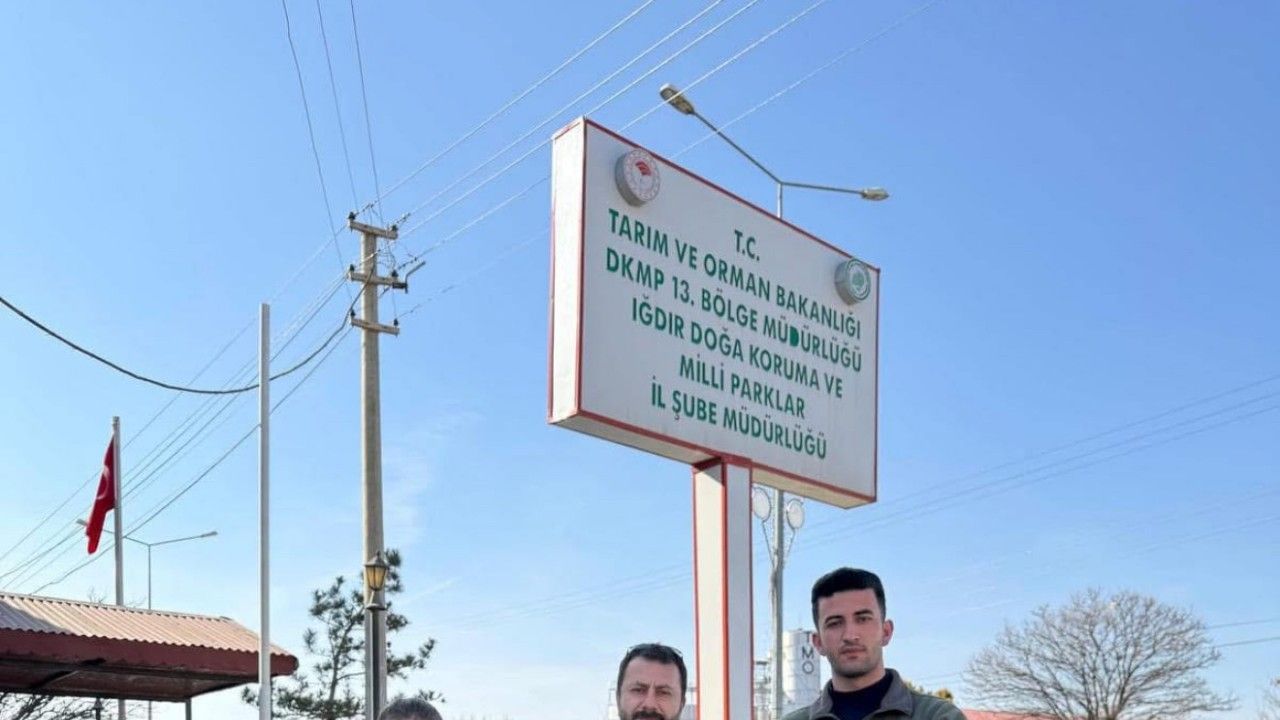 T.C.
TARIM VE ORMAN BAKANLIĞI
DKMP 13. BÖLGE MÜDÜRLÜĞÜ
IĞDIR DOĞA KORUMA VE
MİLLİ PARKLAR
İL ŞUBE MÜDÜRLÜĞÜ